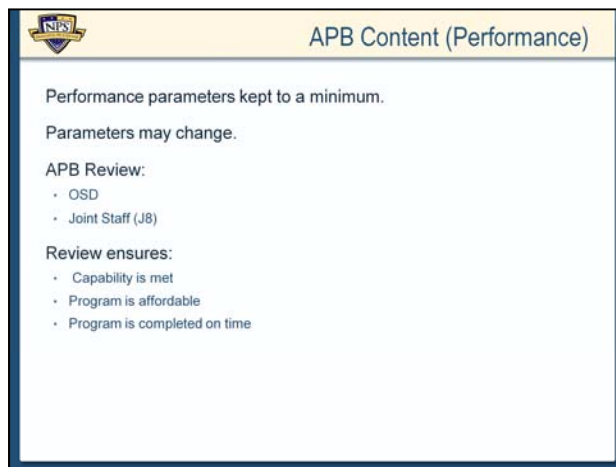 NPS
APB Content (Performance)
Performance parameters kept to a minimum.
Parameters may change.
APB Review:
• OSD
• Joint Staff (J8)
Review ensures:
• Capability is met
• Program is affordable
• Program is completed on time